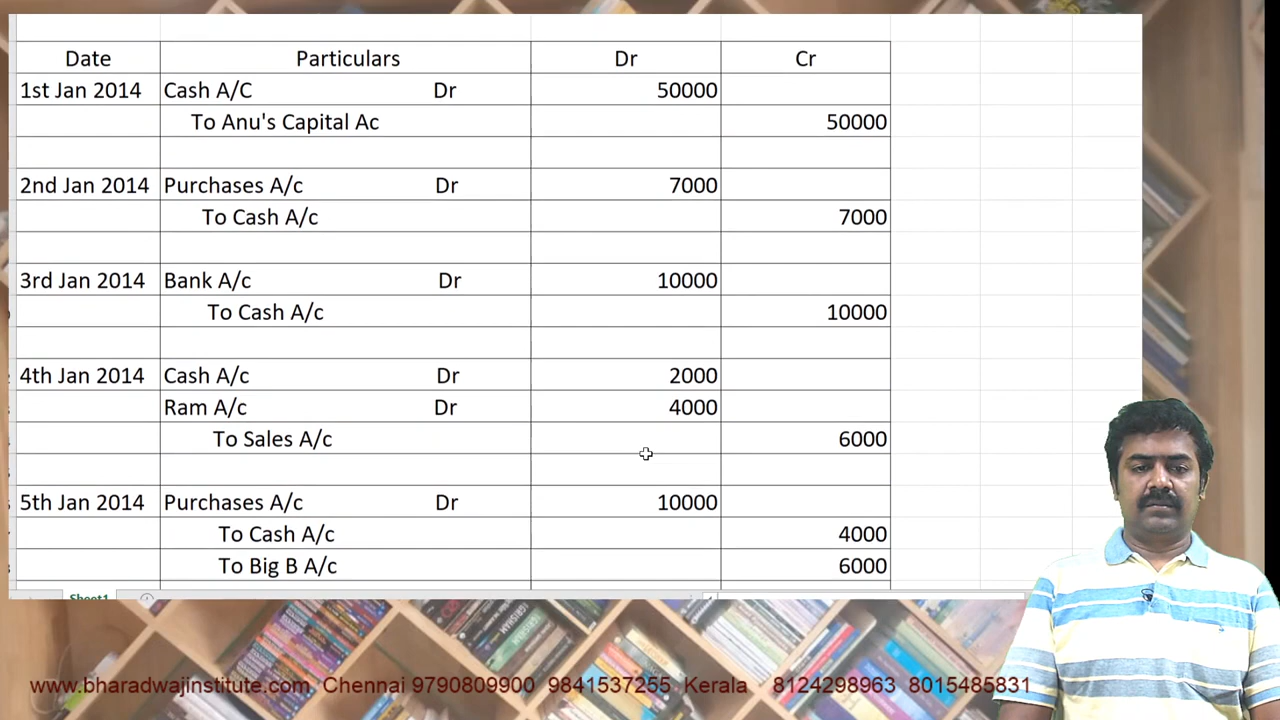 Date Particulars Dr Cr
1st Jan 2014 Cash A/C Dr 50000
To Anu's Capital Ac 50000
2nd Jan 2014 Purchases A/c Dr 7000
To Cash A/c 7000
3rd Jan 2014 Bank A/c Dr 10000
To Cash A/c 10000
4th Jan 2014 Cash A/c Dr 2000
Ram A/c Dr 4000
To Sales A/c 6000
5th Jan 2014 Purchases A/c Dr 10000
To Cash A/c 4000
To Big B A/c 6000
Sheet1
GRISHAM
www.bharadwajinstitute.com Chennai 9841537255 Kerala 8124298963 8015485831